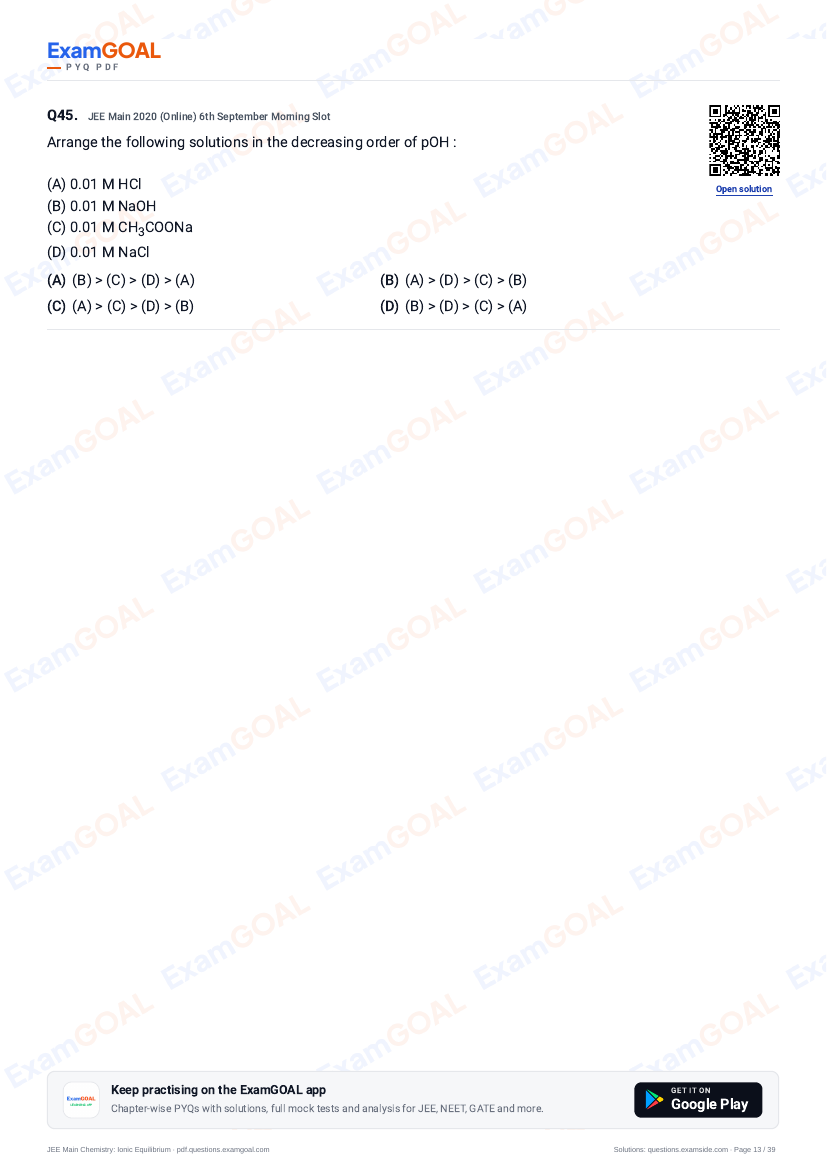 ExamGOAL
PYQ PDF
Q45. JEE Main 2020 (Online) 6th September Morning Slot
Open solution
Arrange the following solutions in the decreasing order of pOH :
(A) 0.01 M HCl
(B) 0.01 M NaOH
(C) 0.01 M CH₃COONa
(D) 0.01 M NaCl
(A) (B) > (C) > (D) > (A)
(B) (A) > (D) > (C) > (B)
(C) (A) > (C) > (D) > (B)
(D) (B) > (D) > (C) > (A)
ExamGOAL
Keep practising on the ExamGOAL app
Chapter-wise PYQs with solutions, full mock tests and analysis for JEE, NEET, GATE and more.
GET IT ON
Google Play
JEE Main Chemistry: Ionic Equilibrium · pdf.questions.examgoal.com
Solutions: questions.examside.com · Page 13 / 39